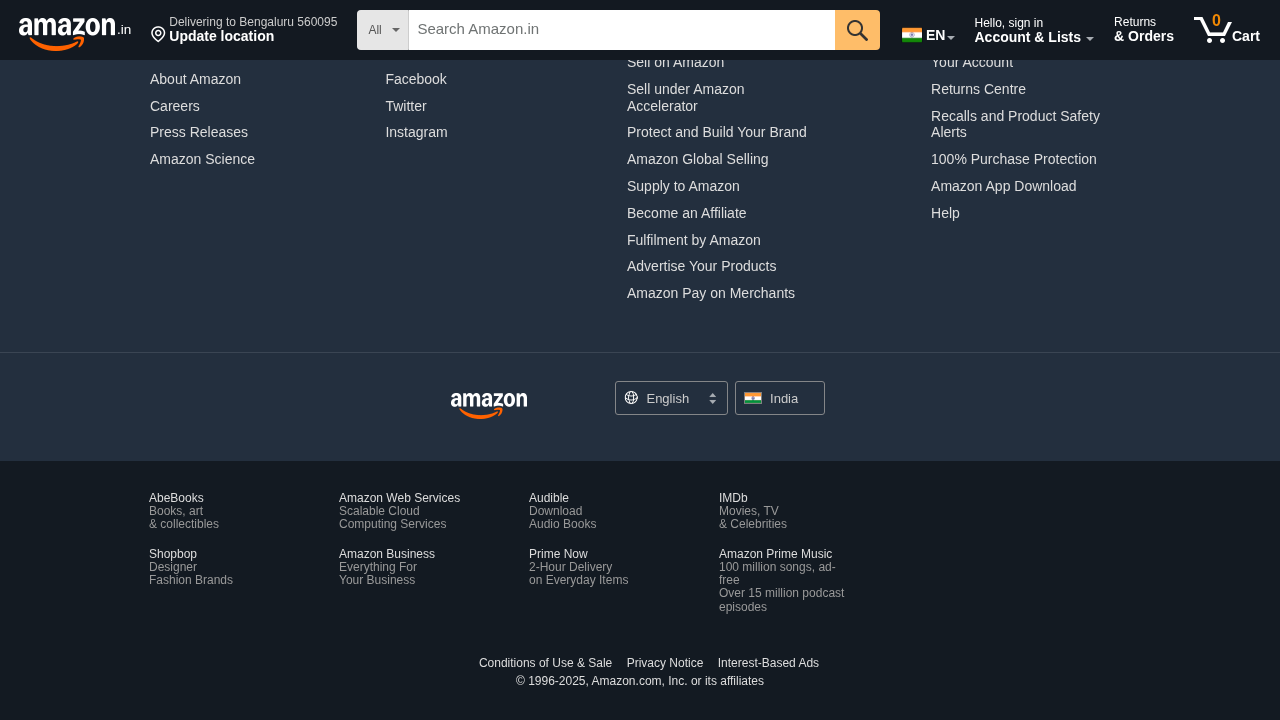 amazon.in
Delivering to Bengaluru 560095
Update location
All
Search Amazon.in
EN
Hello, sign in
Account & Lists
Returns
& Orders
0
Cart
About Amazon
Careers
Press Releases
Amazon Science
Facebook
Twitter
Instagram
Sell on Amazon
Sell under Amazon
Accelerator
Protect and Build Your Brand
Amazon Global Selling
Supply to Amazon
Become an Affiliate
Fulfilment by Amazon
Advertise Your Products
Amazon Pay on Merchants
Your Account
Returns Centre
Recalls and Product Safety
Alerts
100% Purchase Protection
Amazon App Download
Help
amazon
English
India
AbeBooks
Books, art
& collectibles
Amazon Web Services
Scalable Cloud
Computing Services
Audible
Download
Audio Books
IMDb
Movies, TV
& Celebrities
Shopbop
Designer
Fashion Brands
Amazon Business
Everything For
Your Business
Prime Now
2-Hour Delivery
on Everyday Items
Amazon Prime Music
100 million songs, ad-
free
Over 15 million podcast
episodes
Conditions of Use & Sale
Privacy Notice
Interest-Based Ads
© 1996-2025, Amazon.com, Inc. or its affiliates